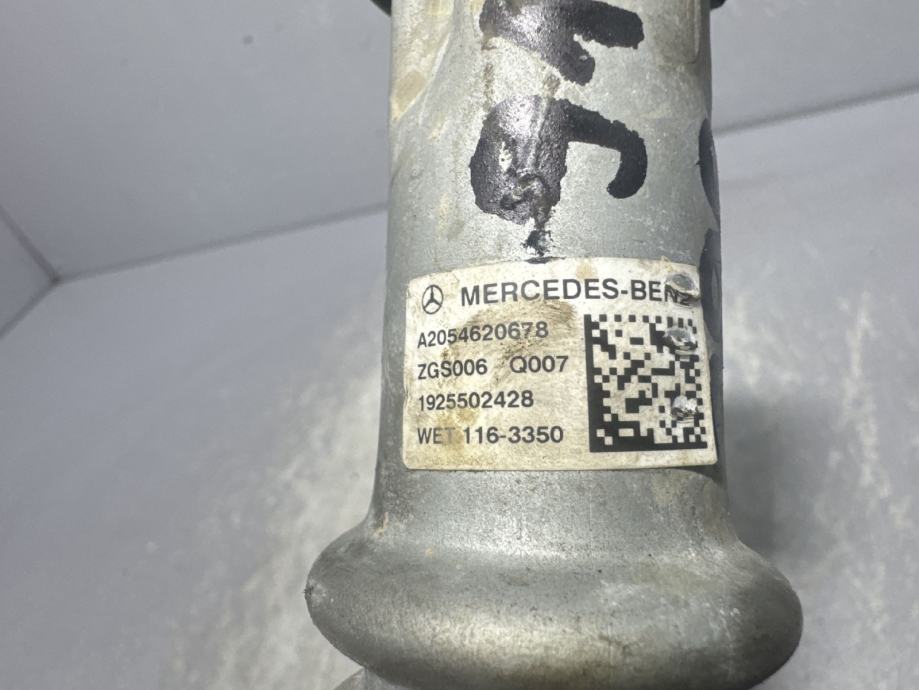 MERCEDES-BENZ
A2054620678
ZGS006 Q007
1925502428
WET 116-3350